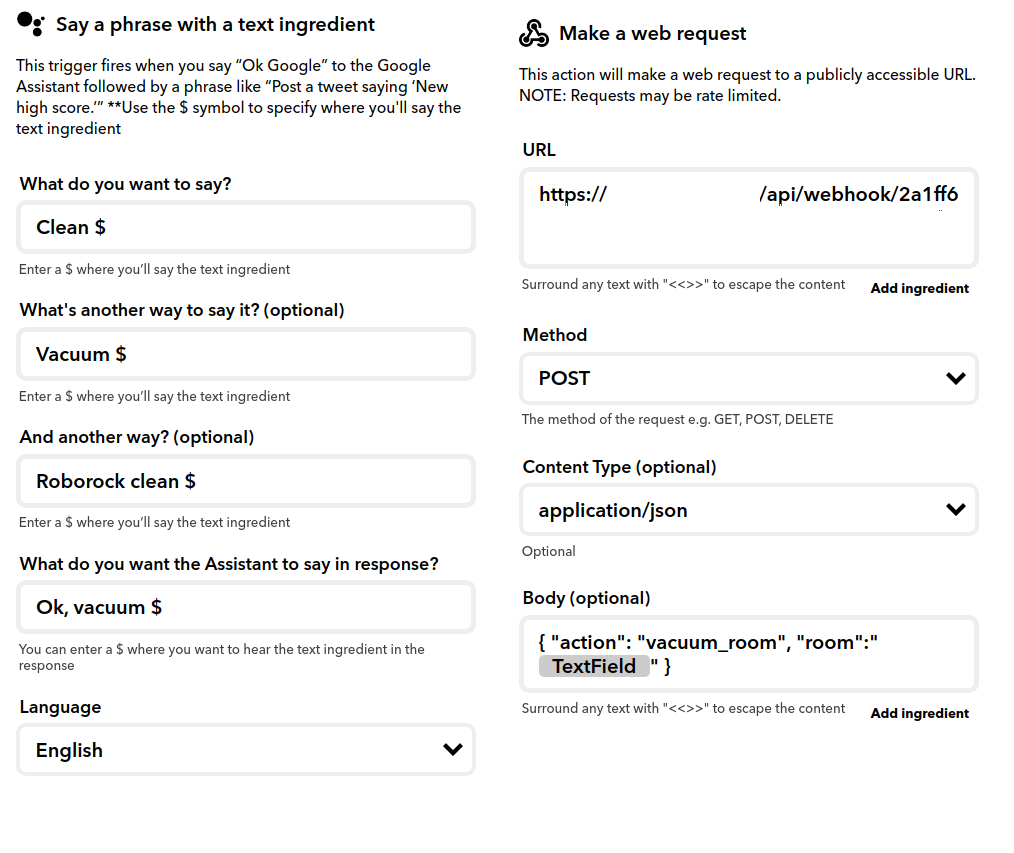 Say a phrase with a text ingredient
This trigger fires when you say “Ok Google” to the Google
Assistant followed by a phrase like “Post a tweet saying ‘New
high score.’” **Use the $ symbol to specify where you'll say the
text ingredient
What do you want to say?
Clean $
Enter a $ where you’ll say the text ingredient
What's another way to say it? (optional)
Vacuum $
Enter a $ where you’ll say the text ingredient
And another way? (optional)
Roborock clean $
Enter a $ where you’ll say the text ingredient
What do you want the Assistant to say in response?
Ok, vacuum $
You can enter a $ where you want to hear the text ingredient in the
response
Language
English
Make a web request
This action will make a web request to a publicly accessible URL.
NOTE: Requests may be rate limited.
URL
https:// /api/webhook/2a1ff6
Surround any text with "<<>>" to escape the content
Add ingredient
Method
POST
The method of the request e.g. GET, POST, DELETE
Content Type (optional)
application/json
Optional
Body (optional)
{ "action": "vacuum_room", "room":"
TextField " }
Surround any text with "<<>>" to escape the content
Add ingredient